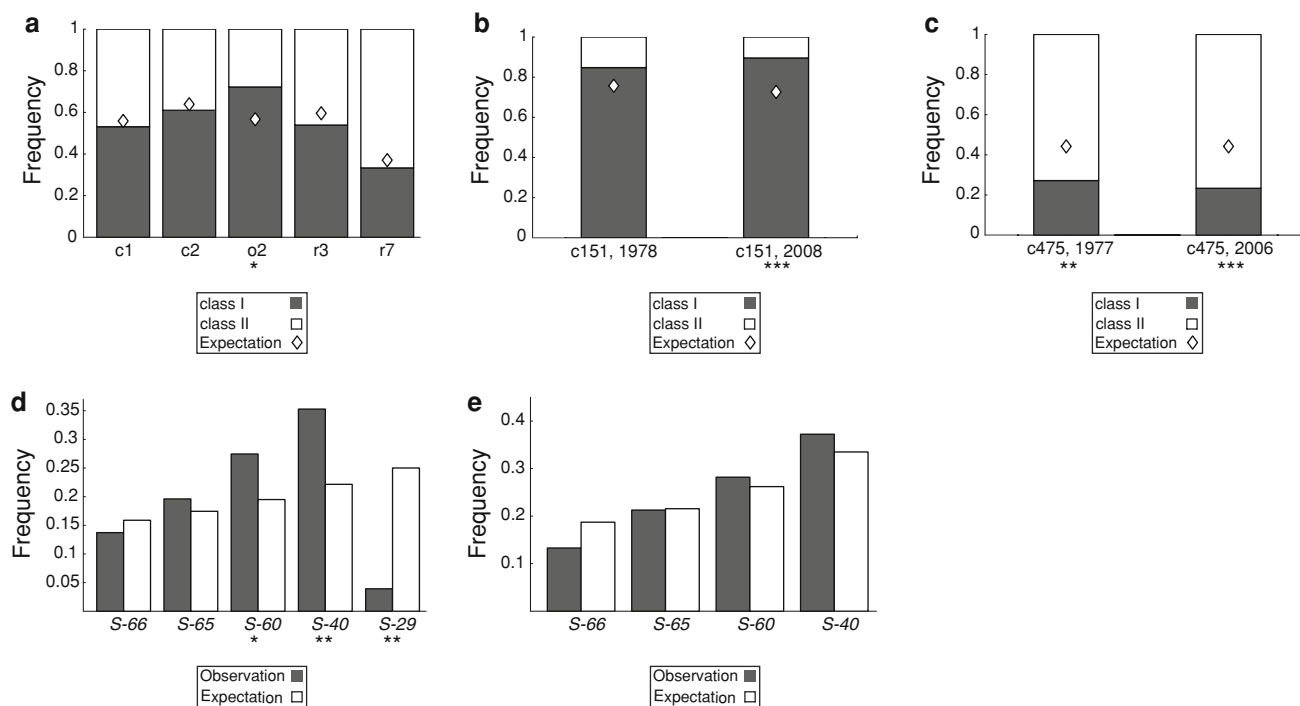 a
Frequency
1
0.8
0.6
0.4
0.2
0
c1 c2 o2 r3 r7
*
class I
class II
Expectation
b
Frequency
1
0.8
0.6
0.4
0.2
0
c151, 1978 c151, 2008
***
class I
class II
Expectation
c
Frequency
1
0.8
0.6
0.4
0.2
0
c475, 1977 c475, 2006
** ***
class I
class II
Expectation
d
Frequency
0.35
0.3
0.25
0.2
0.15
0.1
0.05
S-66 S-65 S-60 S-40 S-29
* ** **
Observation
Expectation
e
Frequency
0.4
0.3
0.2
0.1
S-66 S-65 S-60 S-40
Observation
Expectation